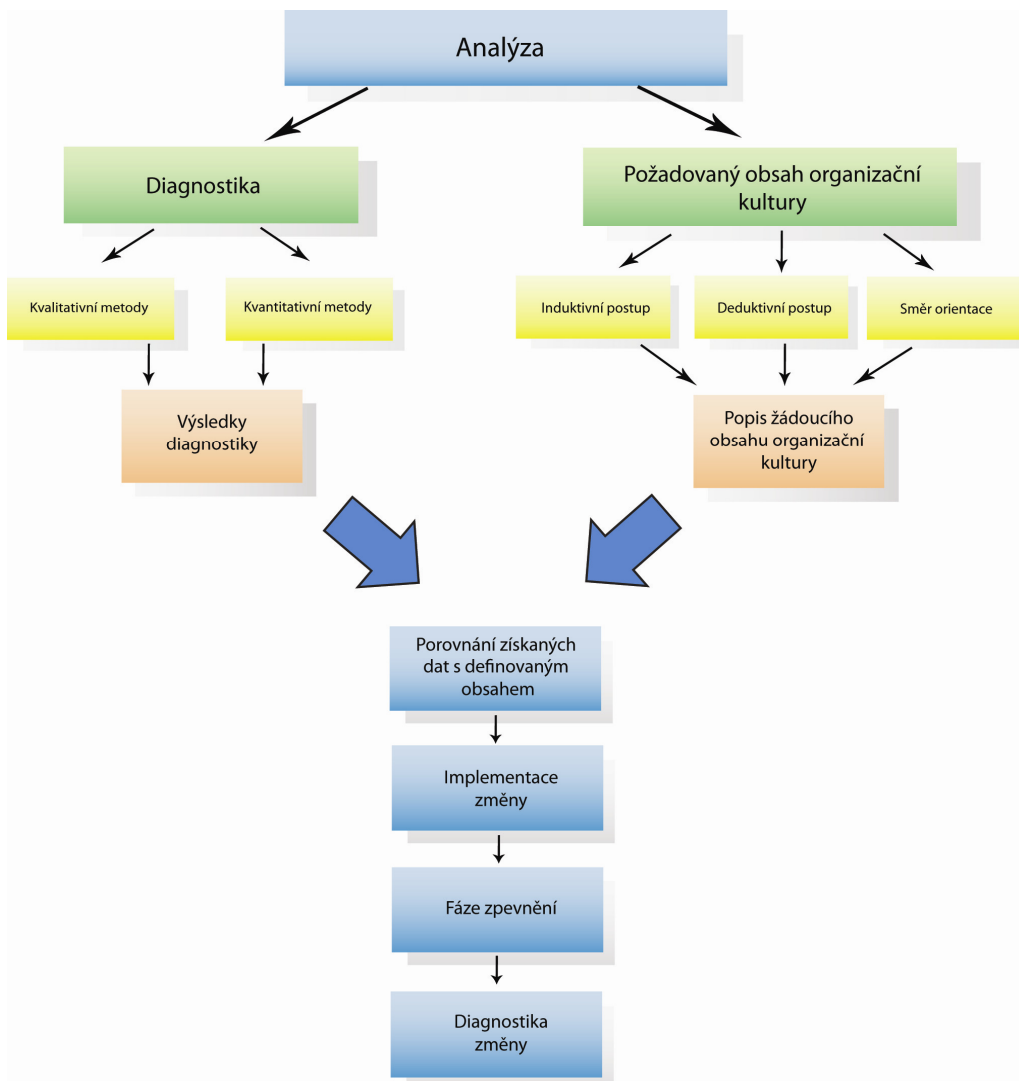 Analýza
Diagnostika
Požadovaný obsah organizační
kultury
Kvalitativní metody
Kvantitativní metody
Induktivní postup
Deduktivní postup
Směr orientace
Výsledky
diagnostiky
Popis žádoucího
obsahu organizační
kultury
Porovnání získaných
dat s definovaným
obsahem
Implementace
změny
Fáze zpevnění
Diagnostika
změny